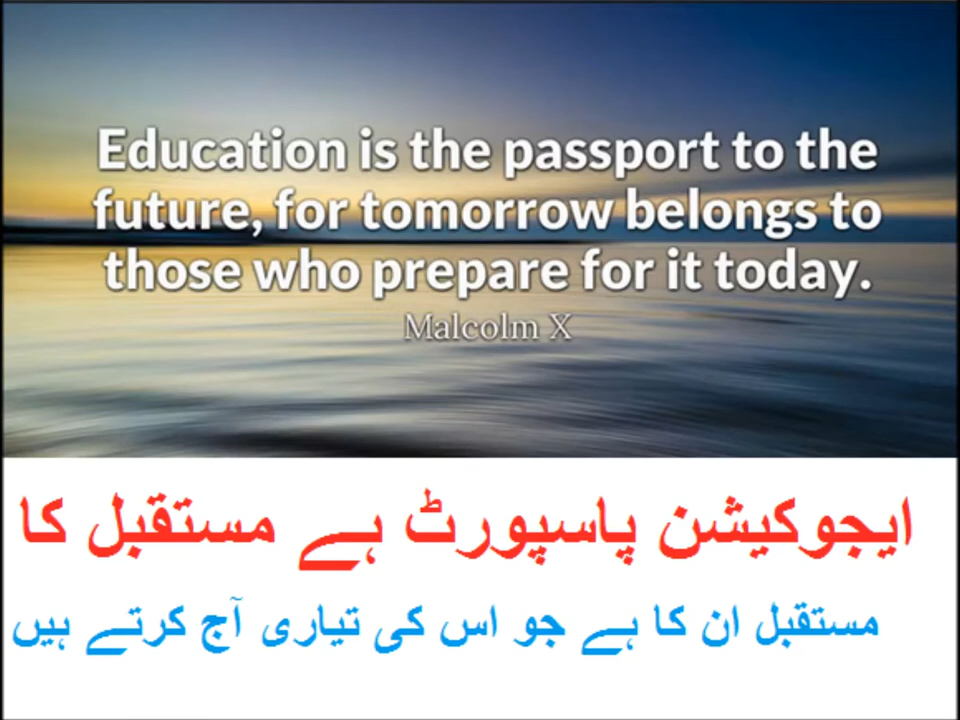 Education is the passport to the
future, for tomorrow belongs to
those who prepare for it today.
Malcolm X
ایجوکیشن پاسپورٹ ہے مستقبل کا
مستقبل ان کا ہے جو اس کی تیاری آج کرتے ہیں